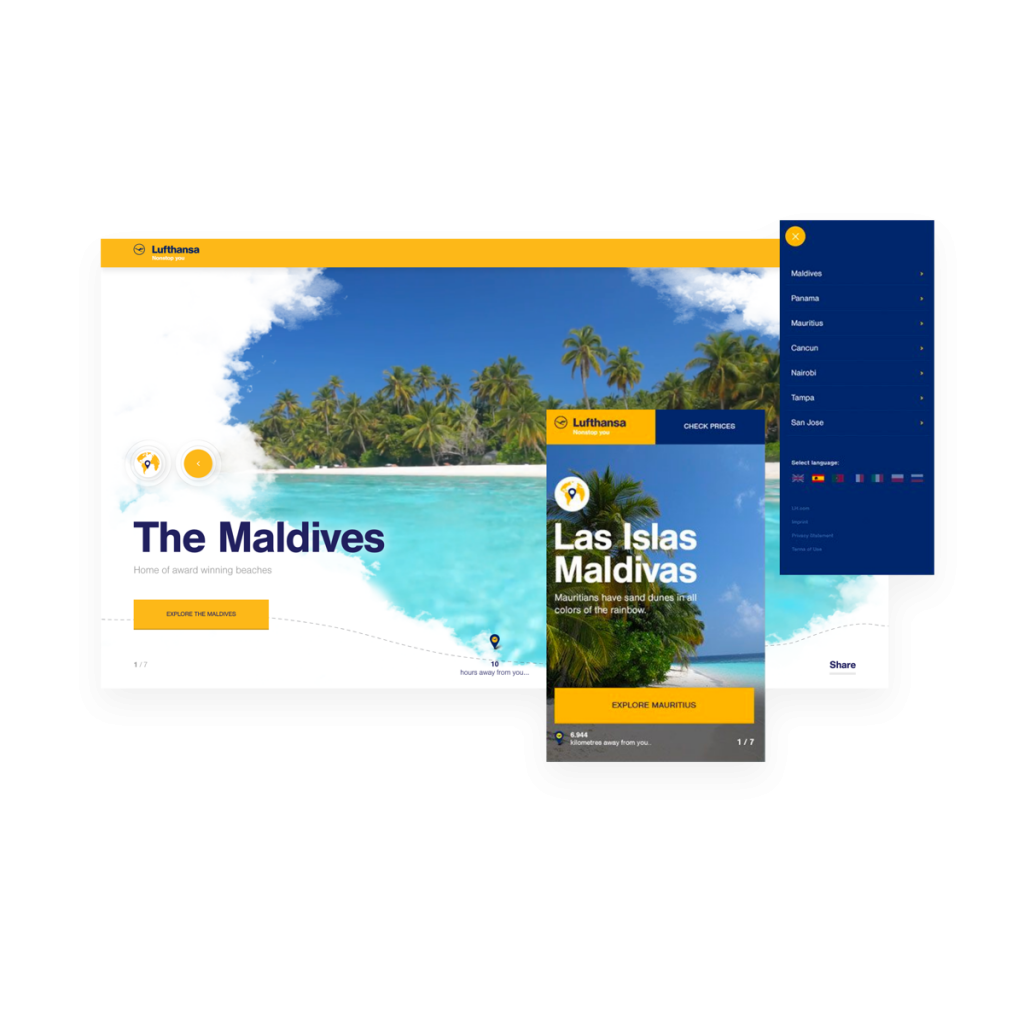 Lufthansa
Nonstop you
The Maldives
Home of award winning beaches
EXPLORE THE MALDIVES
1 / 7
10
hours away from you...
Share
Lufthansa
Nonstop you
CHECK PRICES
Las Islas
Maldivas
Mauritians have sand dunes in all
colors of the rainbow.
EXPLORE MAURITIUS
6.944
kilometres away from you..
1 / 7
Maldives
Panama
Mauritius
Cancun
Nairobi
Tampa
San Jose
Select language:
Imprint
Privacy Statement
Terms of Use